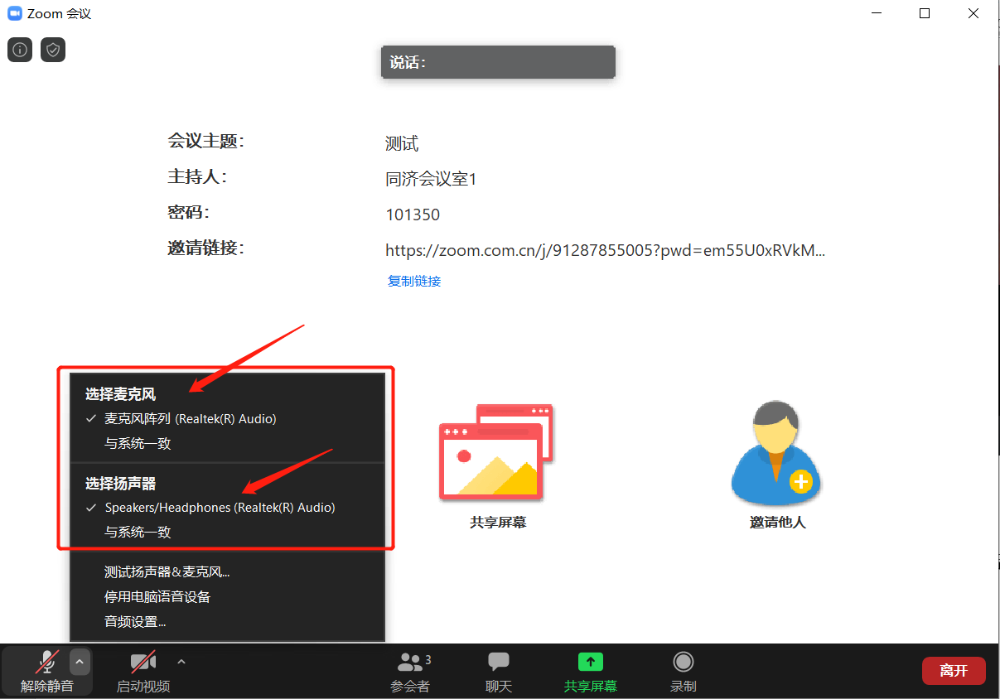 Zoom 会议
说话：
会议主题： 测试
主持人： 同济会议室1
密码： 101350
邀请链接： https://zoom.com.cn/j/91287855005?pwd=em55U0xRVkM...
复制链接
选择麦克风
麦克风阵列 (Realtek(R) Audio)
与系统一致
选择扬声器
Speakers/Headphones (Realtek(R) Audio)
与系统一致
测试扬声器&麦克风...
停用电脑语音设备
音频设置...
共享屏幕
邀请他人
解除静音
启动视频
3
参会者
聊天
共享屏幕
录制
离开